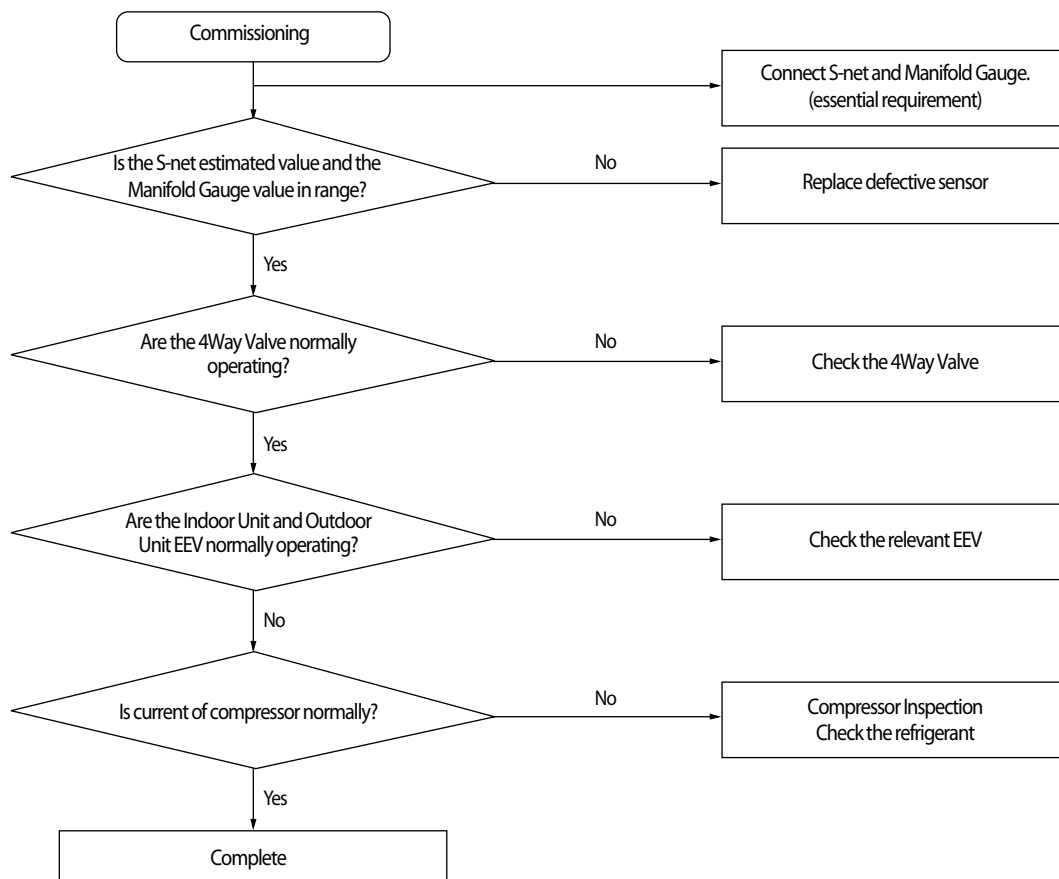 Commissioning
Connect S-net and Manifold Gauge.
(essential requirement)
Is the S-net estimated value and the
Manifold Gauge value in range?
No
Replace defective sensor
Yes
Are the 4Way Valve normally
operating?
No
Check the 4Way Valve
Yes
Are the Indoor Unit and Outdoor
Unit EEV normally operating?
No
Check the relevant EEV
No
Is current of compressor normally?
No
Compressor Inspection
Check the refrigerant
Yes
Complete